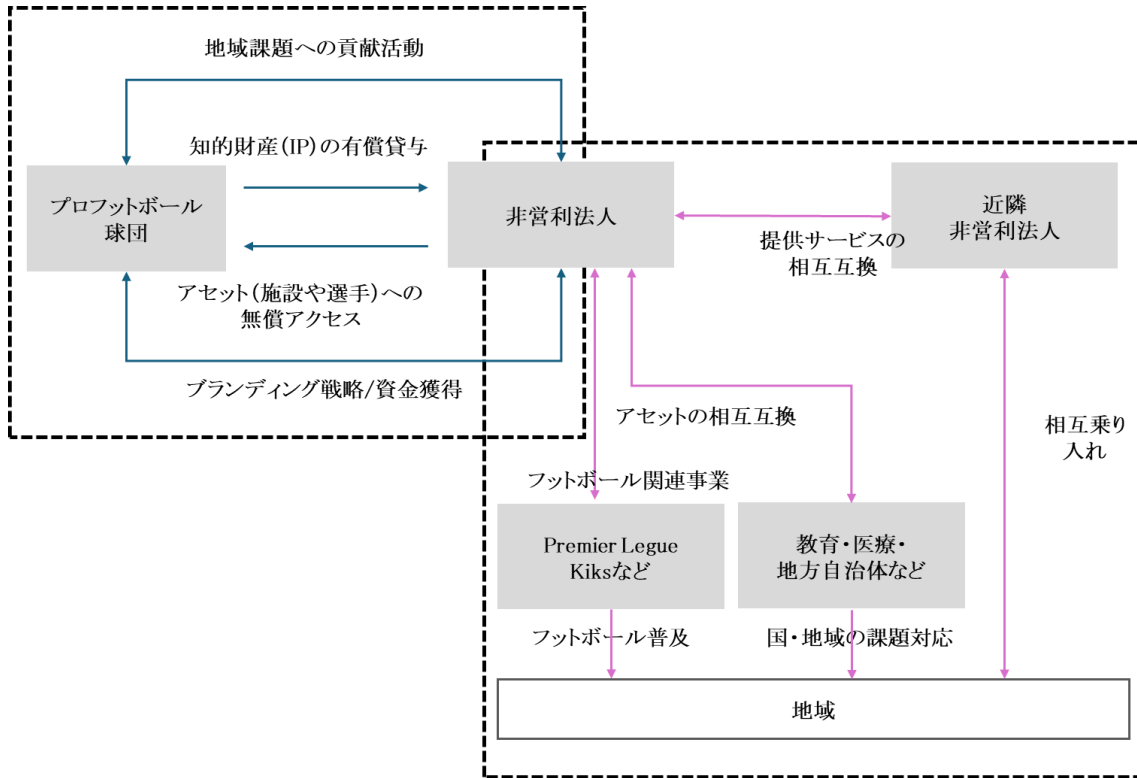 地域課題への貢献活動
知的財産(IP)の有償貸与
プロフットボール
球団
非営利法人
近隣
非営利法人
提供サービスの
相互互換
アセット(施設や選手)への
無償アクセス
ブランディング戦略/資金獲得
アセットの相互互換
相互乗り
入れ
フットボール関連事業
Premier Legue
Kiksなど
教育・医療・
地方自治体など
フットボール普及
国・地域の課題対応
地域